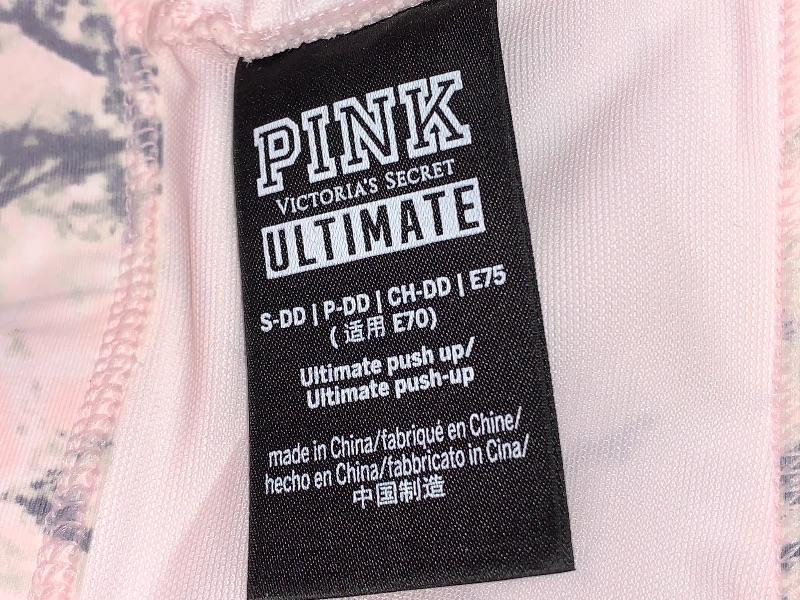 PINK
VICTORIA'S SECRET
ULTIMATE
S-DD | P-DD | CH-DD | E75
( 适用 E70)
Ultimate push up/
Ultimate push-up
made in China/fabriqué en Chine/
hecho en China/fabbricato in Cina/
中国制造